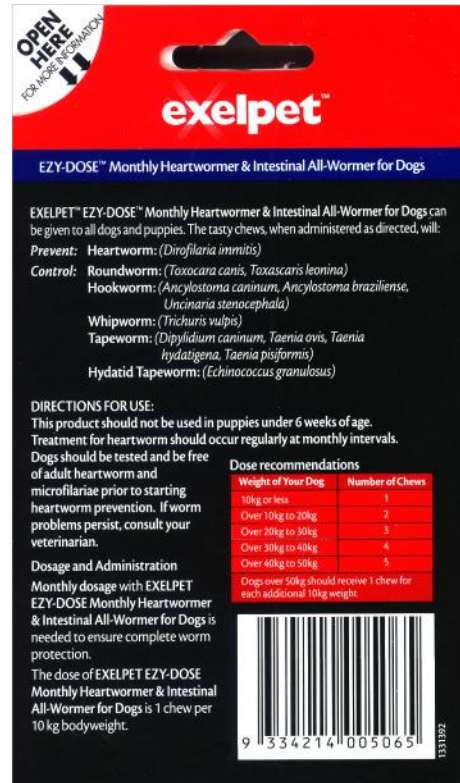 OPEN
HERE
FOR MORE INFORMATION
exelpet™
EZY-DOSE™ Monthly Heartwormer & Intestinal All-Wormer for Dogs
EXELPET™ EZY-DOSE™ Monthly Heartwormer & Intestinal All-Wormer for Dogs can
be given to all dogs and puppies. The tasty chews, when administered as directed, will:
Prevent: Heartworm: (Dirofilaria immitis)
Control: Roundworm: (Toxocara canis, Toxascaris leonina)
Hookworm: (Ancylostoma caninum, Ancylostoma braziliense,
Uncinaria stenocephala)
Whipworm: (Trichuris vulpis)
Tapeworm: (Dipylidium caninum, Taenia ovis, Taenia
hydatigena, Taenia pisiformis)
Hydatid Tapeworm: (Echinococcus granulosus)
DIRECTIONS FOR USE:
This product should not be used in puppies under 6 weeks of age.
Treatment for heartworm should occur regularly at monthly intervals.
Dogs should be tested and be free
of adult heartworm and
microfilariae prior to starting
heartworm prevention. If worm
problems persist, consult your
veterinarian.
Dosage and Administration
Monthly dosage with EXELPET
EZY-DOSE Monthly Heartwormer
& Intestinal All-Wormer for Dogs is
needed to ensure complete worm
protection.
The dose of EXELPET EZY-DOSE
Monthly Heartwormer & Intestinal
All-Wormer for Dogs is 1 chew per
10 kg bodyweight.
Dose recommendations
Weight of Your Dog Number of Chews
10kg or less 1
Over 10kg to 20kg 2
Over 20kg to 30kg 3
Over 30kg to 40kg 4
Over 40kg to 50kg 5
Dogs over 50kg should receive 1 chew for
each additional 10kg weight
9 334214 005065
1331392